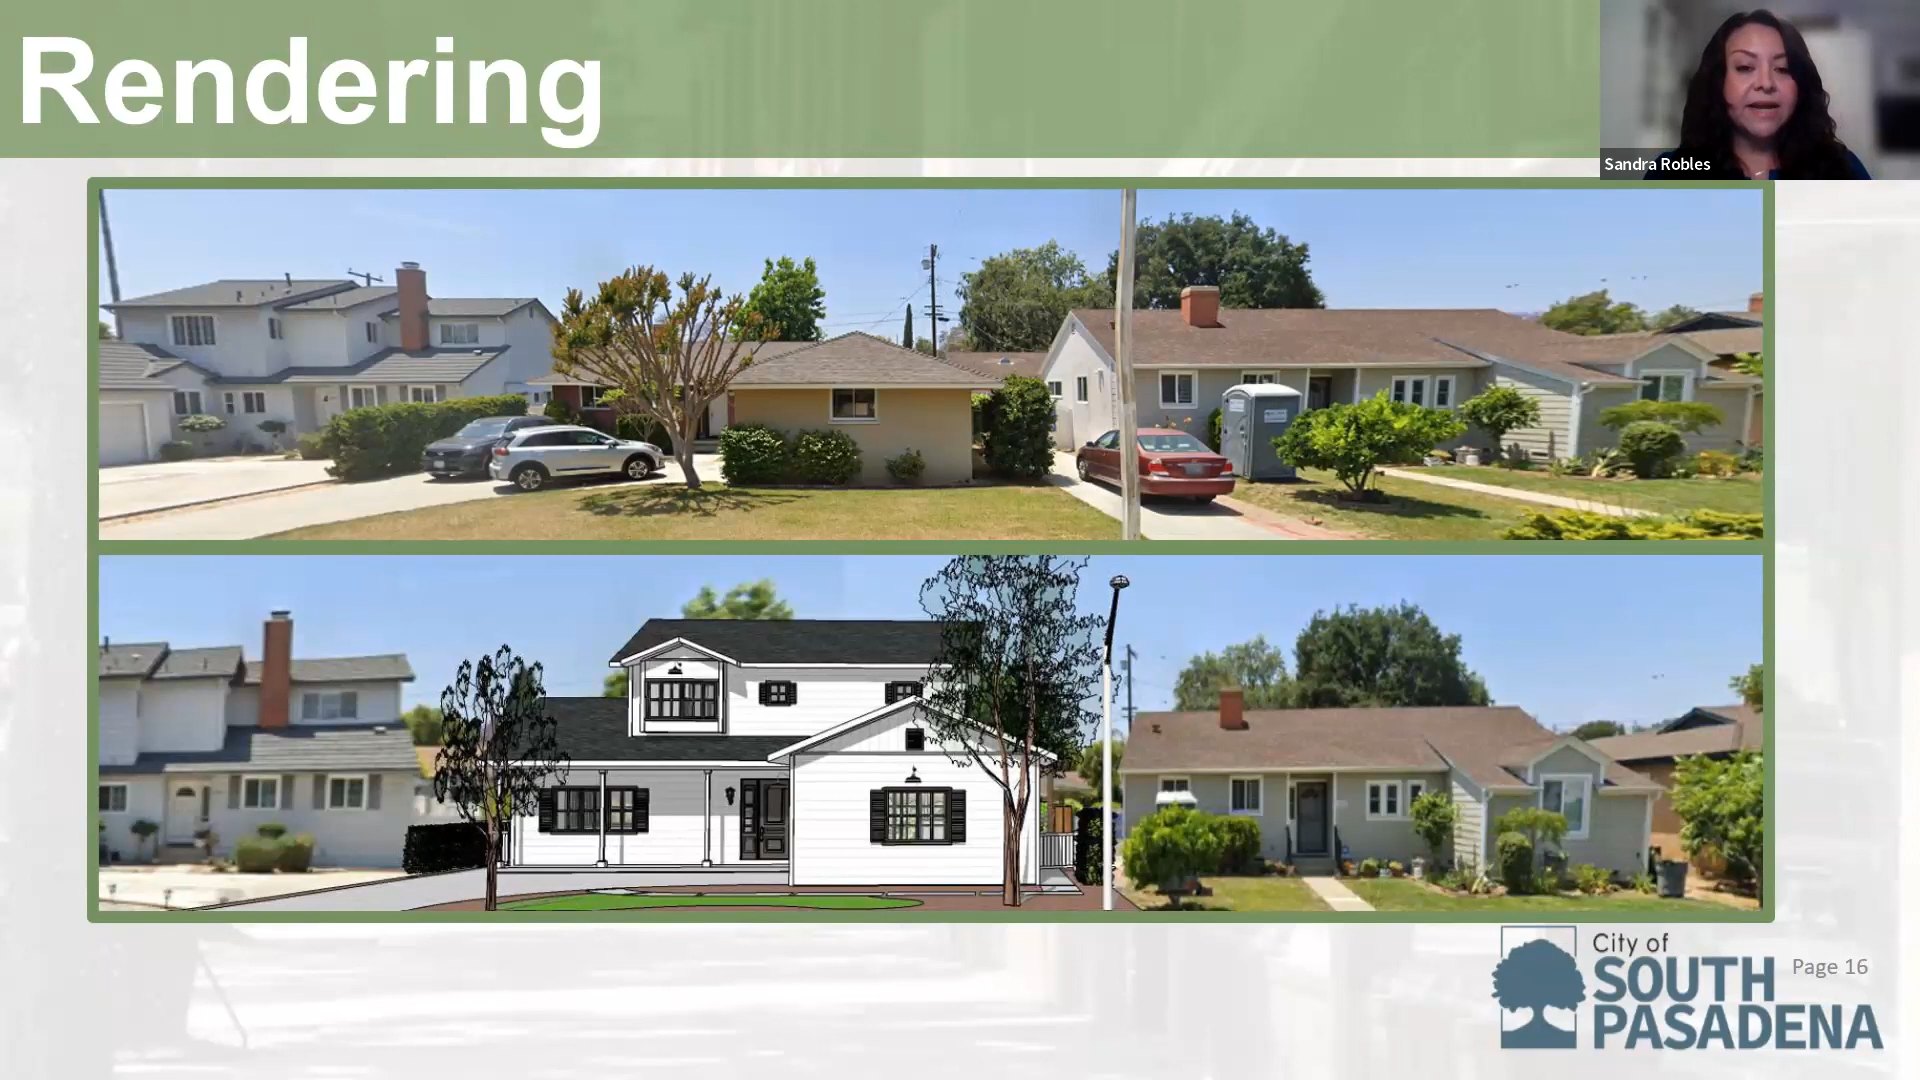 Rendering
Sandra Robles
City of
SOUTH
PASADENA
Page 16